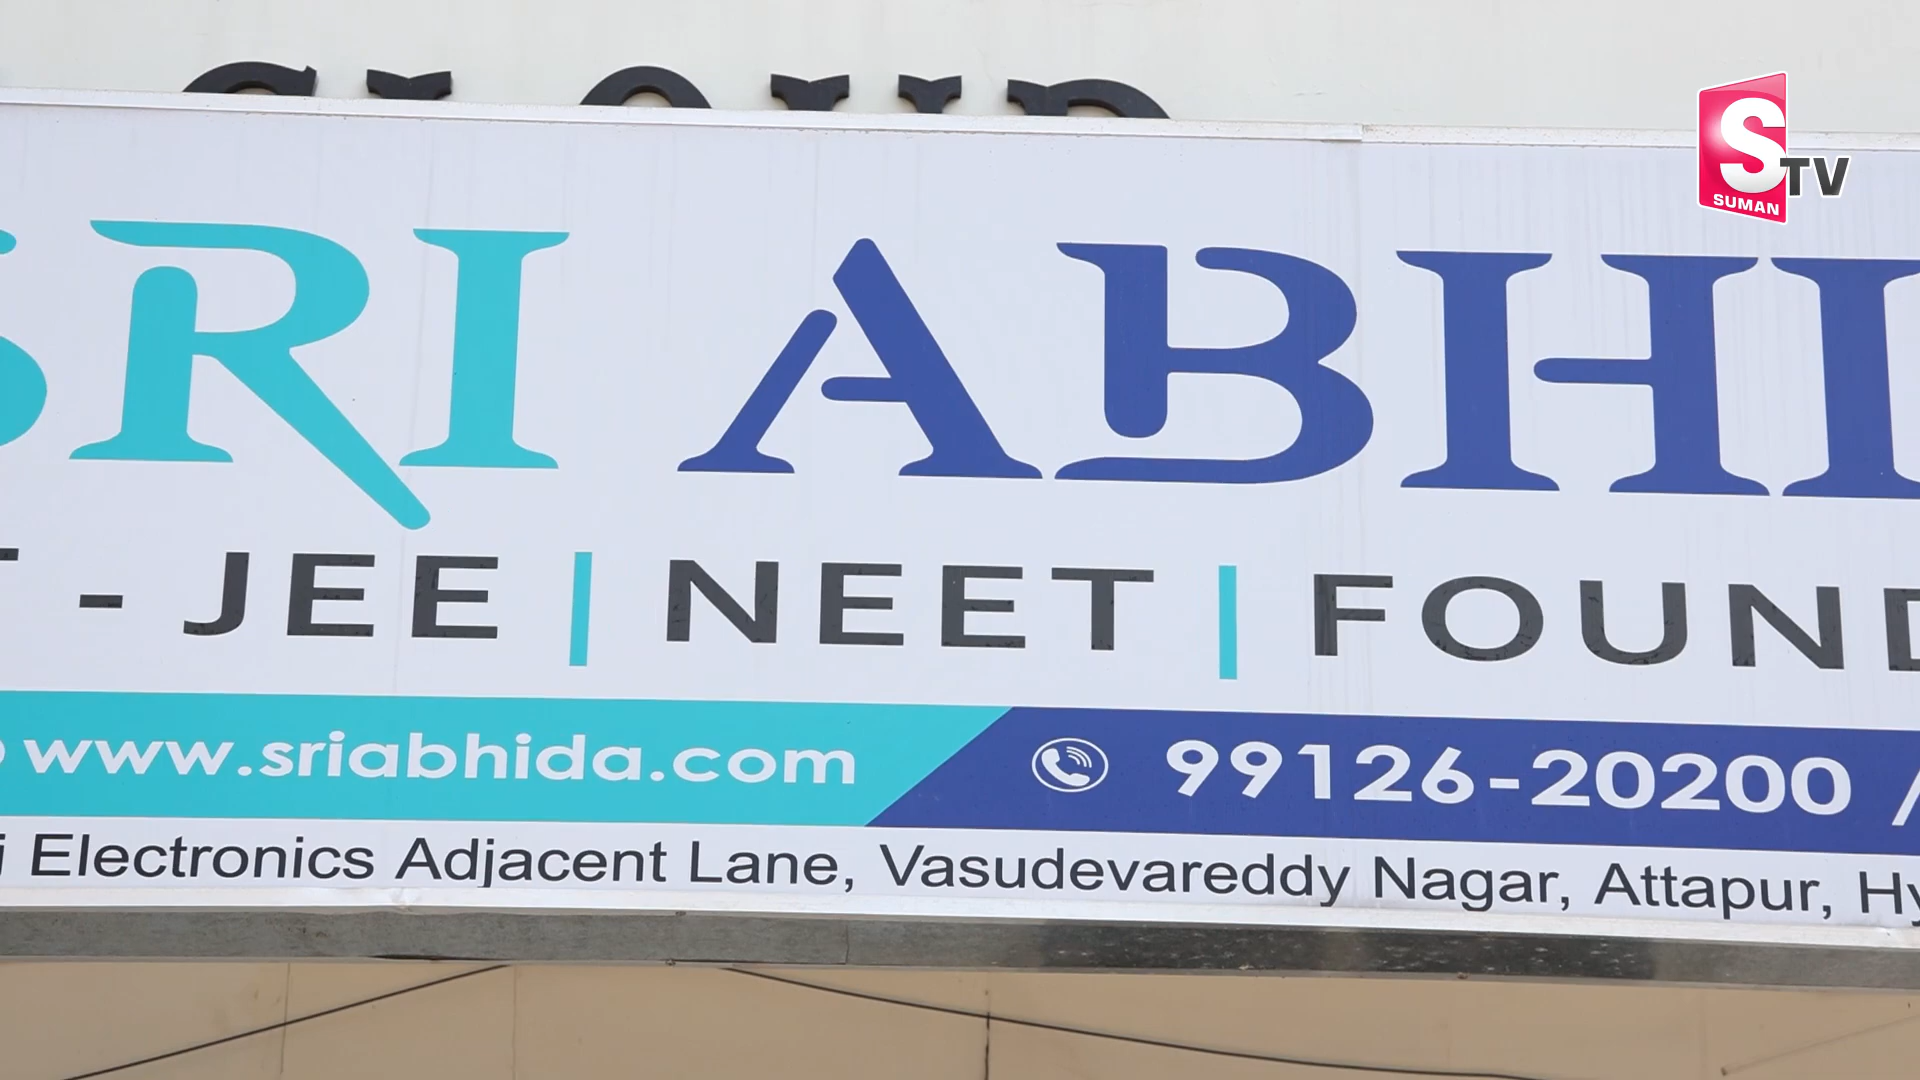 CLOUD
S TV
SUMAN
SRI ABHI
- JEE | NEET | FOUND
www.sriabhida.com
99126-20200 /
Electronics Adjacent Lane, Vasudevareddy Nagar, Attapur, Hy